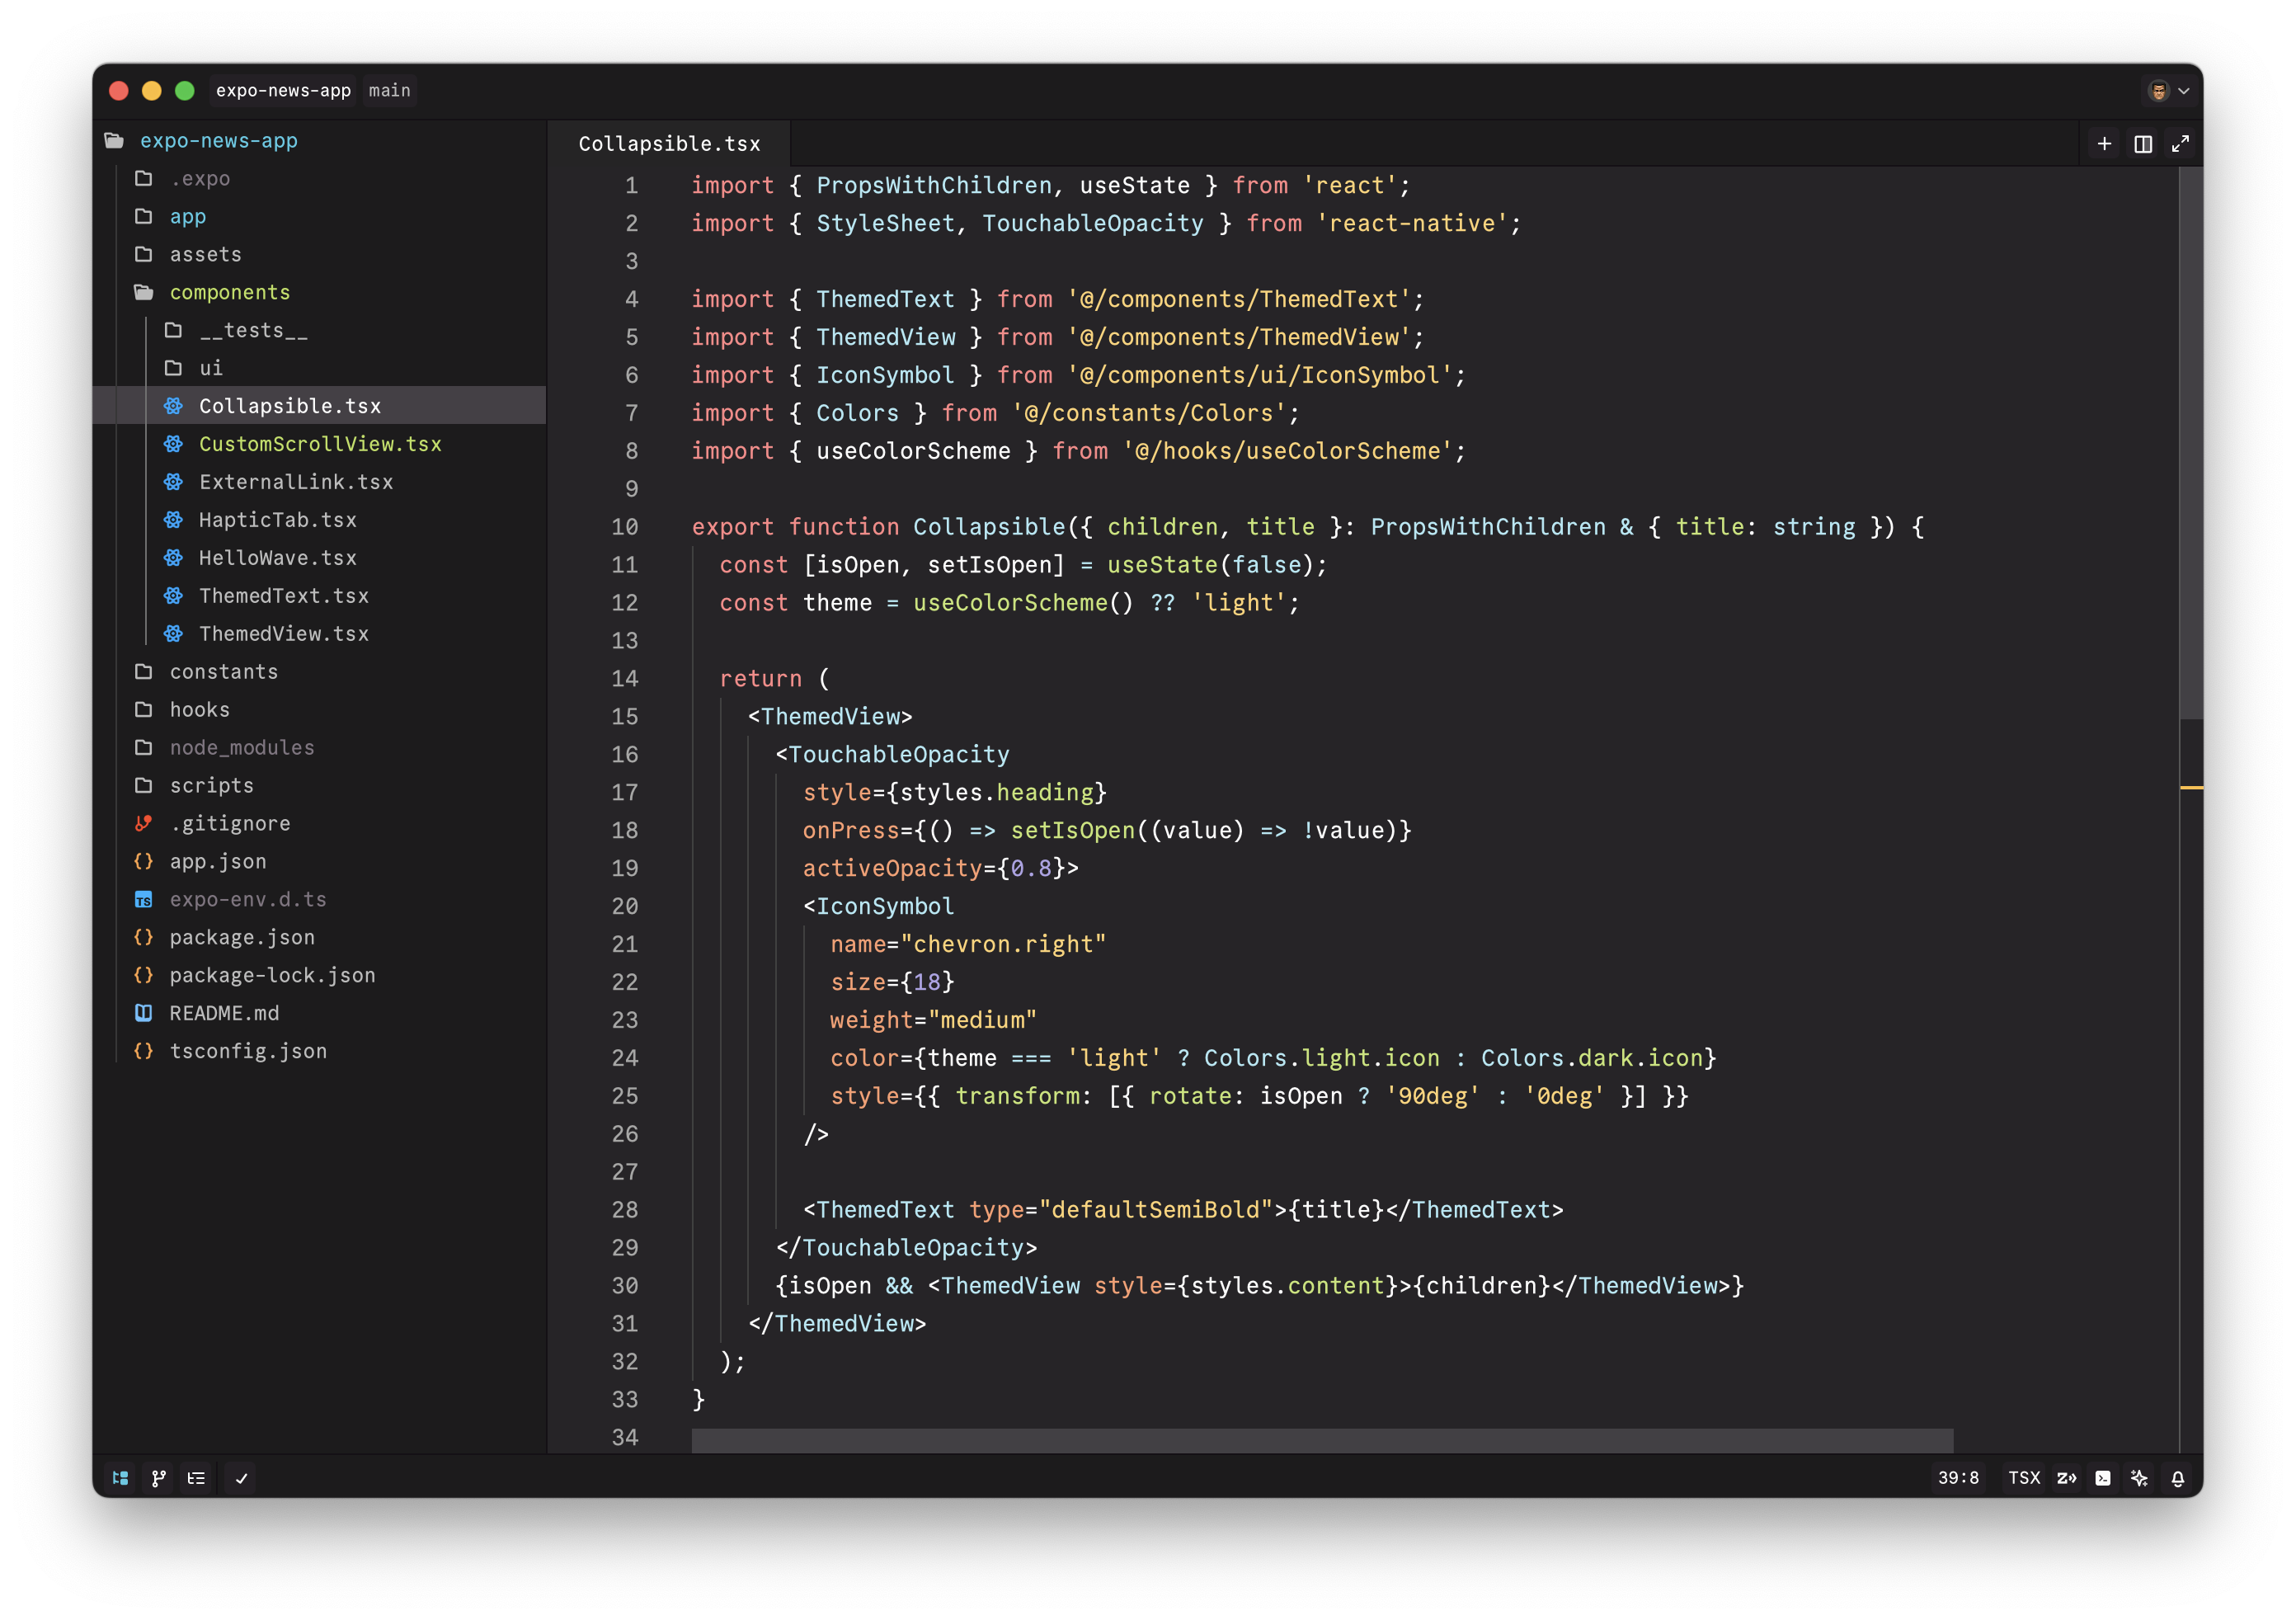 expo-news-app main
expo-news-app
.expo
app
assets
components
__tests__
ui
Collapsible.tsx
CustomScrollView.tsx
ExternalLink.tsx
HapticTab.tsx
HelloWave.tsx
ThemedText.tsx
ThemedView.tsx
constants
hooks
node_modules
scripts
.gitignore
app.json
TS expo-env.d.ts
package.json
package-lock.json
README.md
tsconfig.json
Collapsible.tsx
1 import { PropsWithChildren, useState } from 'react';
2 import { StyleSheet, TouchableOpacity } from 'react-native';
3
4 import { ThemedText } from '@/components/ThemedText';
5 import { ThemedView } from '@/components/ThemedView';
6 import { IconSymbol } from '@/components/ui/IconSymbol';
7 import { Colors } from '@/constants/Colors';
8 import { useColorScheme } from '@/hooks/useColorScheme';
9
10 export function Collapsible({ children, title }: PropsWithChildren & { title: string }) {
11   const [isOpen, setIsOpen] = useState(false);
12   const theme = useColorScheme() ?? 'light';
13
14   return (
15     <ThemedView>
16       <TouchableOpacity
17         style={styles.heading}
18         onPress={() => setIsOpen((value) => !value)}
19         activeOpacity={0.8}>
20         <IconSymbol
21           name="chevron.right"
22           size={18}
23           weight="medium"
24           color={theme === 'light' ? Colors.light.icon : Colors.dark.icon}
25           style={{ transform: [{ rotate: isOpen ? '90deg' : '0deg' }] }}
26         />
27
28         <ThemedText type="defaultSemiBold">{title}</ThemedText>
29       </TouchableOpacity>
30       {isOpen && <ThemedView style={styles.content}>{children}</ThemedView>}
31     </ThemedView>
32   );
33 }
34
39:8 TSX